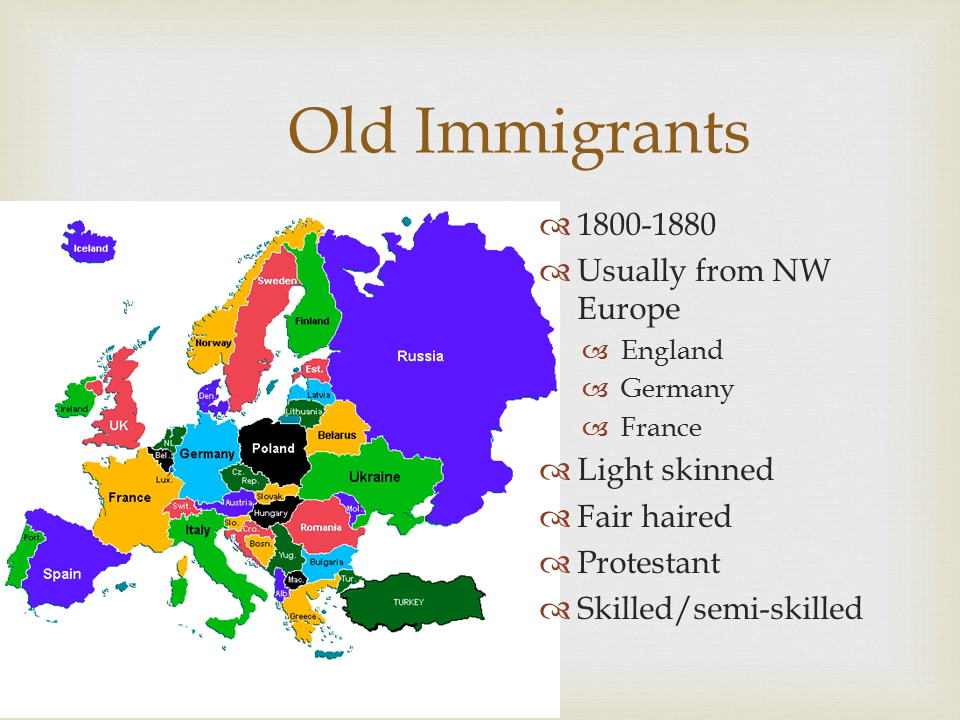 Old Immigrants
1800-1880
Usually from NW
Europe
England
Germany
France
Light skinned
Fair haired
Protestant
Skilled/semi-skilled
Iceland
Sweden
Finland
Norway
Russia
Est.
Latvia
Lithuania
Den.
Ireland
UK
NL
Bel.
Lux.
Germany
Poland
Belarus
Cz.
Rep.
Ukraine
France
Slovak.
Swit.
Austria
Hungary
Mol.
Slo.
Cro.
Romania
Italy
Bosn.
Yug.
Bulgaria
Port.
Spain
Mac.
Alb.
Tur.
Greece
TURKEY